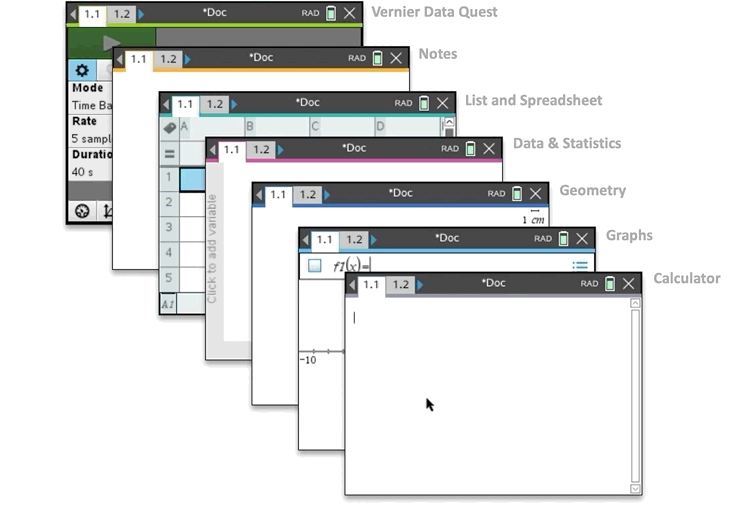 1.1 1.2 *Doc RAD Vernier Data Quest
Mode
Time Ba
Rate
5 sampl
Duratio
40 s
1.1 1.2 *Doc RAD Notes
1.1 1.2 *Doc RAD List and Spreadsheet
A B C D
=
1
2
3
4
5
A1
1.1 1.2 *Doc RAD Data & Statistics
Click to add variable
1.1 1.2 *Doc RAD Geometry
1 cm
1.1 1.2 *Doc RAD Graphs
f1(x)=
-10
1.1 1.2 *Doc RAD Calculator